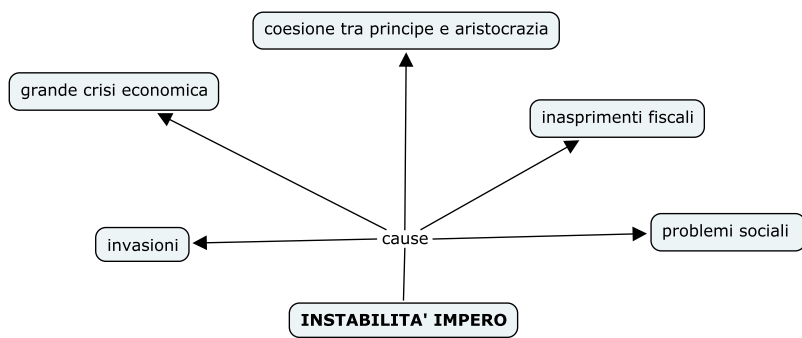 coesione tra principe e aristocrazia
grande crisi economica
inasprimenti fiscali
invasioni
cause
problemi sociali
INSTABILITA' IMPERO